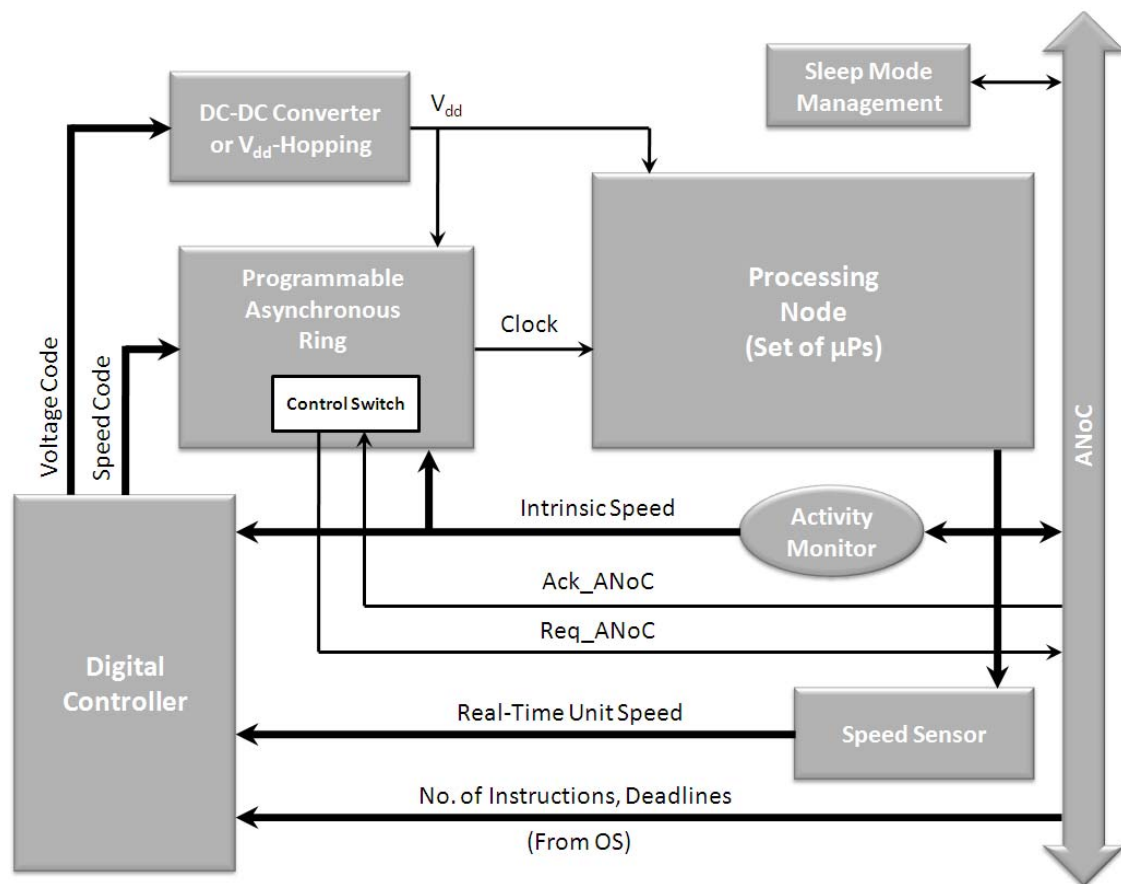 Sleep Mode
Management
DC-DC Converter
or Vdd-Hopping
Vdd
Programmable
Asynchronous
Ring
Control Switch
Clock
Processing
Node
(Set of µPs)
Voltage Code
Speed Code
ANoC
Intrinsic Speed
Activity
Monitor
Ack_ANoC
Req_ANoC
Digital
Controller
Real-Time Unit Speed
Speed Sensor
No. of Instructions, Deadlines
(From OS)